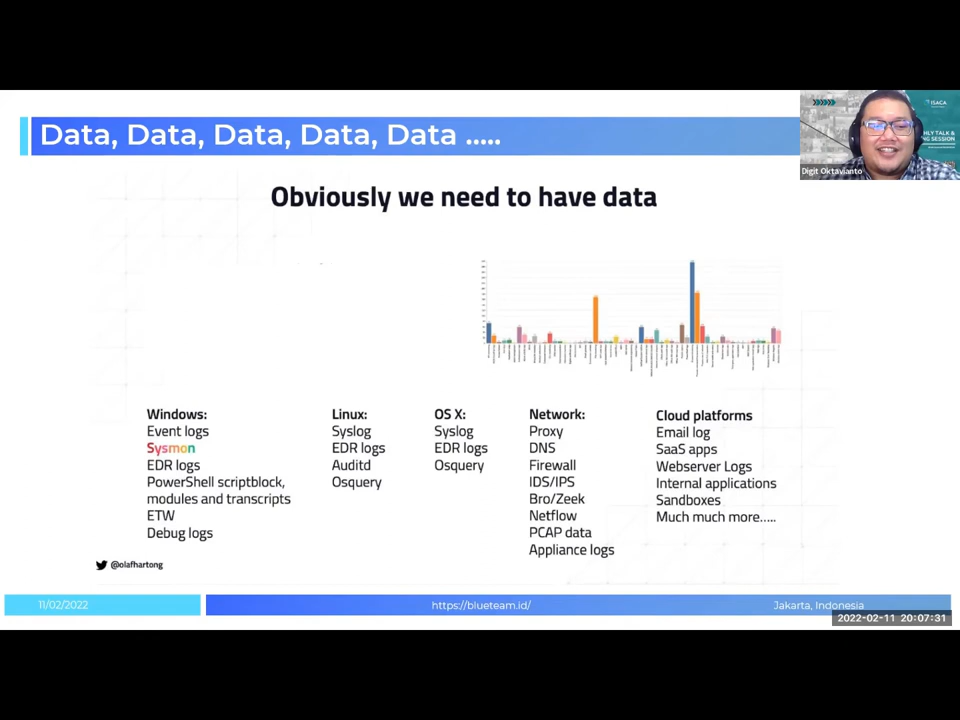 Data, Data, Data, Data, Data .....
ISACA
HLY TALK &
NG SESSION
Digit Oktavianto
Obviously we need to have data
Windows:
Event logs
Sysmon
EDR logs
PowerShell scriptblock,
modules and transcripts
ETW
Debug logs
Linux:
Syslog
EDR logs
Auditd
Osquery
OS X:
Syslog
EDR logs
Osquery
Network:
Proxy
DNS
Firewall
IDS/IPS
Bro/Zeek
Netflow
PCAP data
Appliance logs
Cloud platforms
Email log
SaaS apps
Webserver Logs
Internal applications
Sandboxes
Much much more.....
@olafhartong
11/02/2022
https://blueteam.id/
Jakarta, Indonesia
2022-02-11 20:07:31